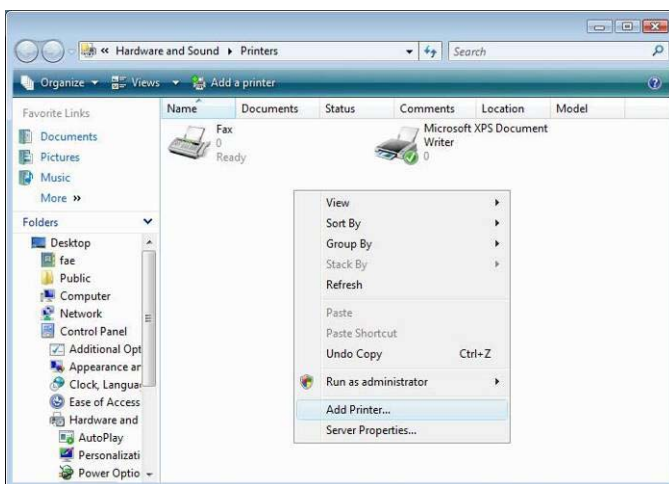 « Hardware and Sound ▸ Printers
Search
Organize
Views
Add a printer
Favorite Links
Documents
Pictures
Music
More »
Folders
Desktop
fae
Public
Computer
Network
Control Panel
Additional Opt
Appearance an
Clock, Languag
Ease of Access
Hardware and
AutoPlay
Personalizati
Power Optio
Name Documents Status Comments Location Model
Fax
0
Ready
Microsoft XPS Document
Writer
0
View
Sort By
Group By
Stack By
Refresh
Paste
Paste Shortcut
Undo Copy Ctrl+Z
Run as administrator
Add Printer...
Server Properties...